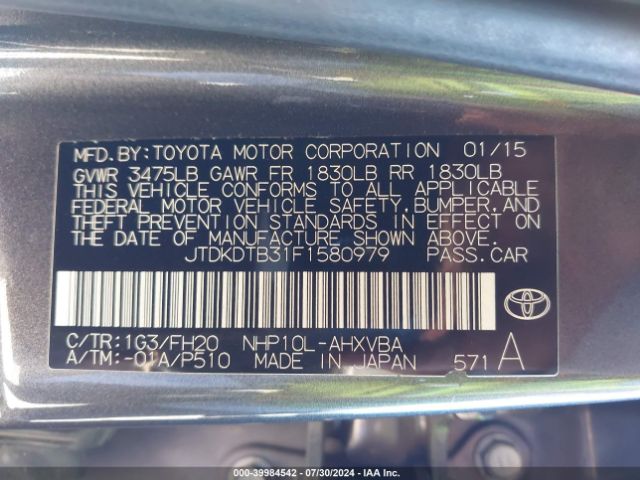 MFD.BY:TOYOTA MOTOR CORPORATION 01/15
GVWR 3475LB GAWR FR 1830LB RR 1830LB
THIS VEHICLE CONFORMS TO ALL APPLICABLE
FEDERAL MOTOR VEHICLE SAFETY,BUMPER,AND
THEFT PREVENTION STANDARDS IN EFFECT ON
THE DATE OF MANUFACTURE SHOWN ABOVE.
JTDKDTB31F1580979 PASS.CAR
C/TR:1G3/FH20 NHP10L-AHXVBA
A/TM:-01A/P510 MADE IN JAPAN 571 A
000-39984542 / 07/30/2024 - IAA Inc.